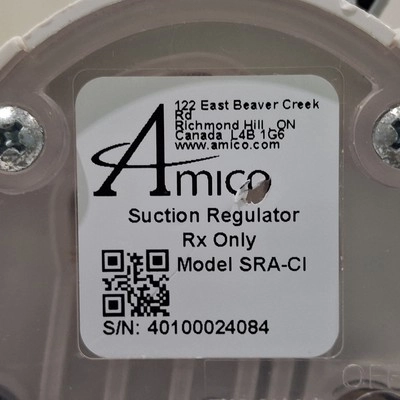 122 East Beaver Creek
Rd
Richmond Hill, ON
Canada L4B 1G6
www.amico.com
Amico
Suction Regulator
Rx Only
Model SRA-CI
S/N: 40100024084